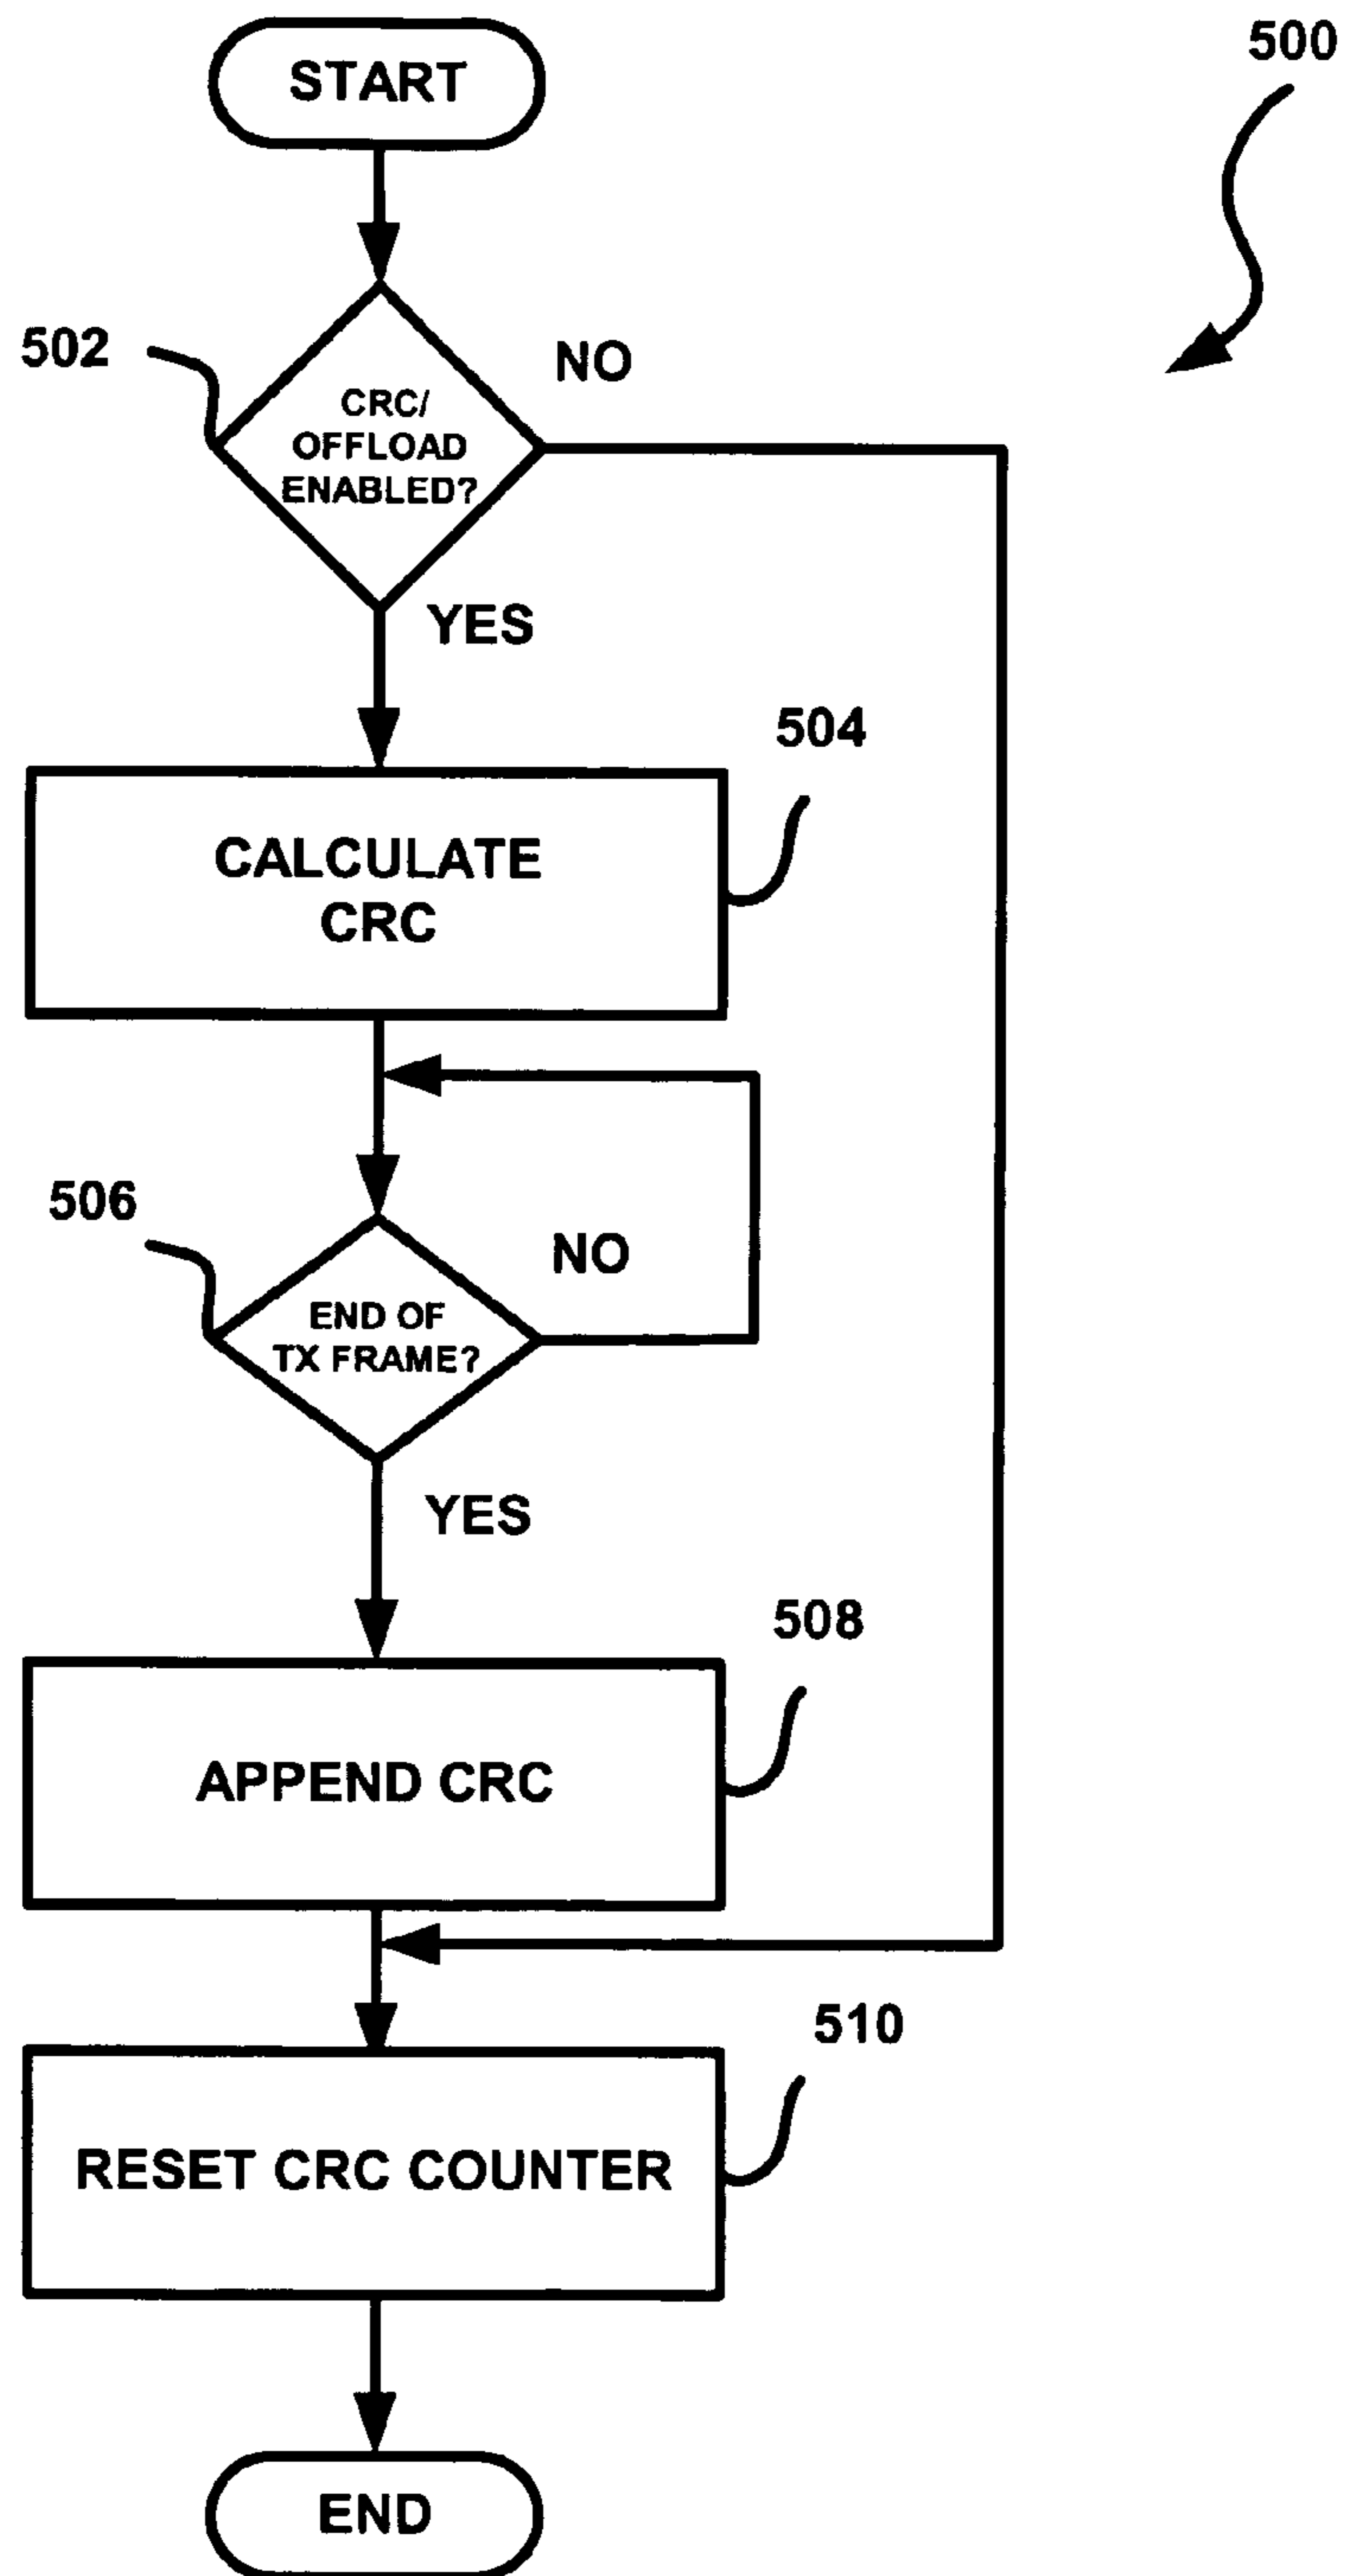 START
500
502
NO
CRC/
OFFLOAD
ENABLED?
YES
504
CALCULATE
CRC
506
NO
END OF
TX FRAME?
YES
508
APPEND CRC
510
RESET CRC COUNTER
END